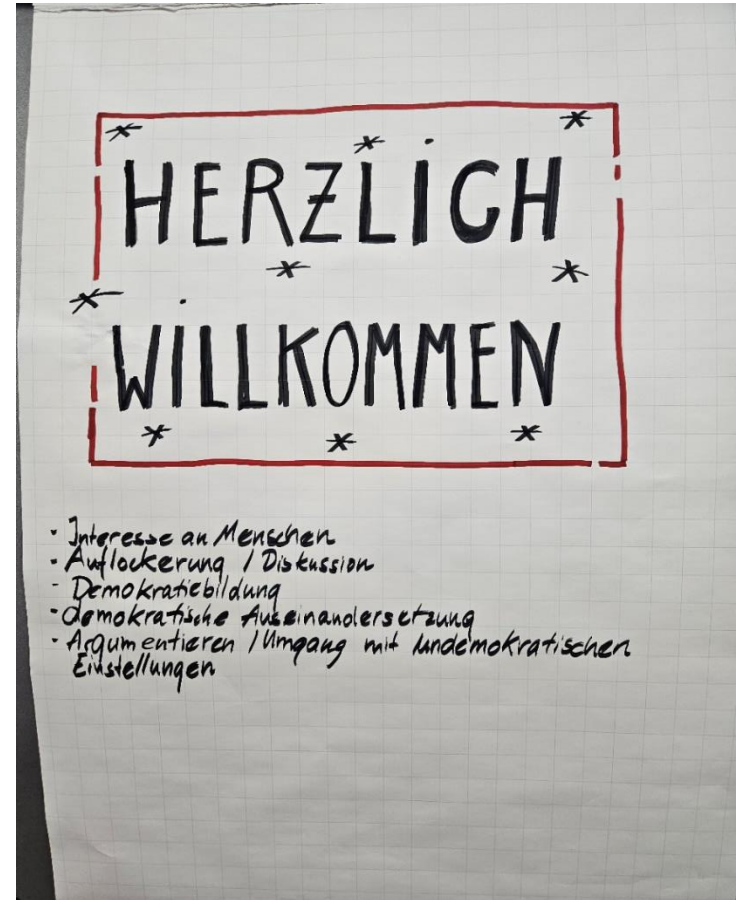 HERZLiCH
WiLLKOMMEN
- Interesse an Menschen
- Auflockerung / Diskussion
- Demokratiebildung
- demokratische Auseinandersetzung
- Argumentieren / Umgang mit undemokratischen
Einstellungen